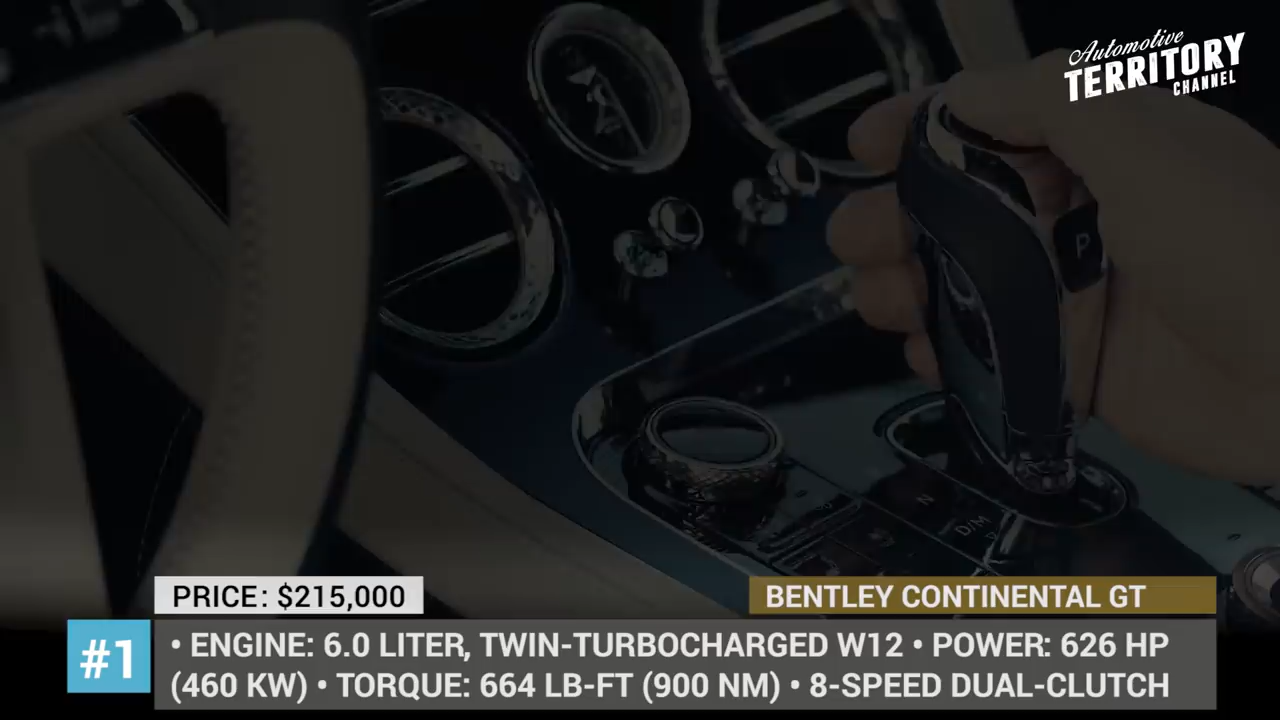 Automotive
TERRITORY
CHANNEL
P
N
D/M
PRICE: $215,000
BENTLEY CONTINENTAL GT
#1
• ENGINE: 6.0 LITER, TWIN-TURBOCHARGED W12 • POWER: 626 HP
(460 KW) • TORQUE: 664 LB-FT (900 NM) • 8-SPEED DUAL-CLUTCH